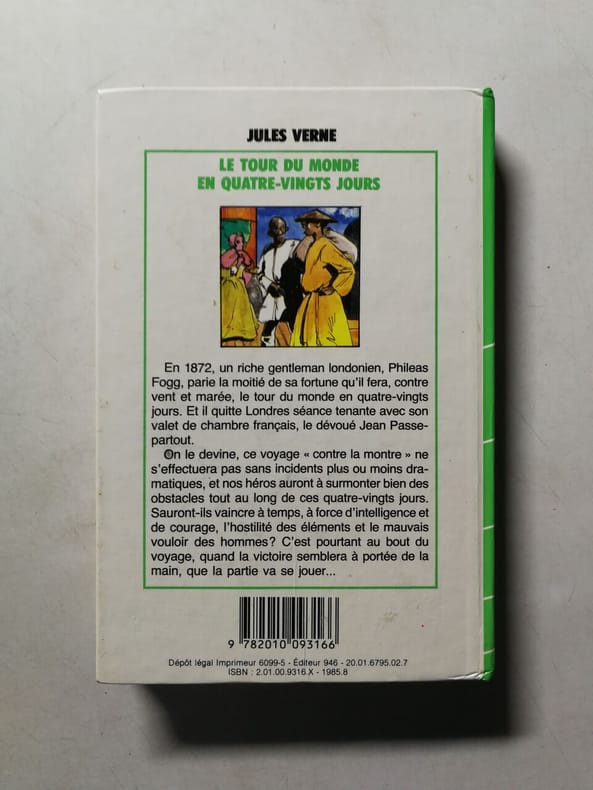 JULES VERNE
LE TOUR DU MONDE
EN QUATRE-VINGTS JOURS
En 1872, un riche gentleman londonien, Phileas
Fogg, parie la moitié de sa fortune qu'il fera, contre
vent et marée, le tour du monde en quatre-vingts
jours. Et il quitte Londres séance tenante avec son
valet de chambre français, le dévoué Jean Passe-
partout.
On le devine, ce voyage « contre la montre » ne
s'effectuera pas sans incidents plus ou moins dra-
matiques, et nos héros auront à surmonter bien des
obstacles tout au long de ces quatre-vingts jours.
Sauront-ils vaincre à temps, à force d'intelligence et
de courage, l'hostilité des éléments et le mauvais
vouloir des hommes? C'est pourtant au bout du
voyage, quand la victoire semblera à portée de la
main, que la partie va se jouer...
9 782010 093166
Dépôt légal Imprimeur 6099-5 - Éditeur 946 - 20.01.6795.02.7
ISBN : 2.01.00.9316.X - 1985.8